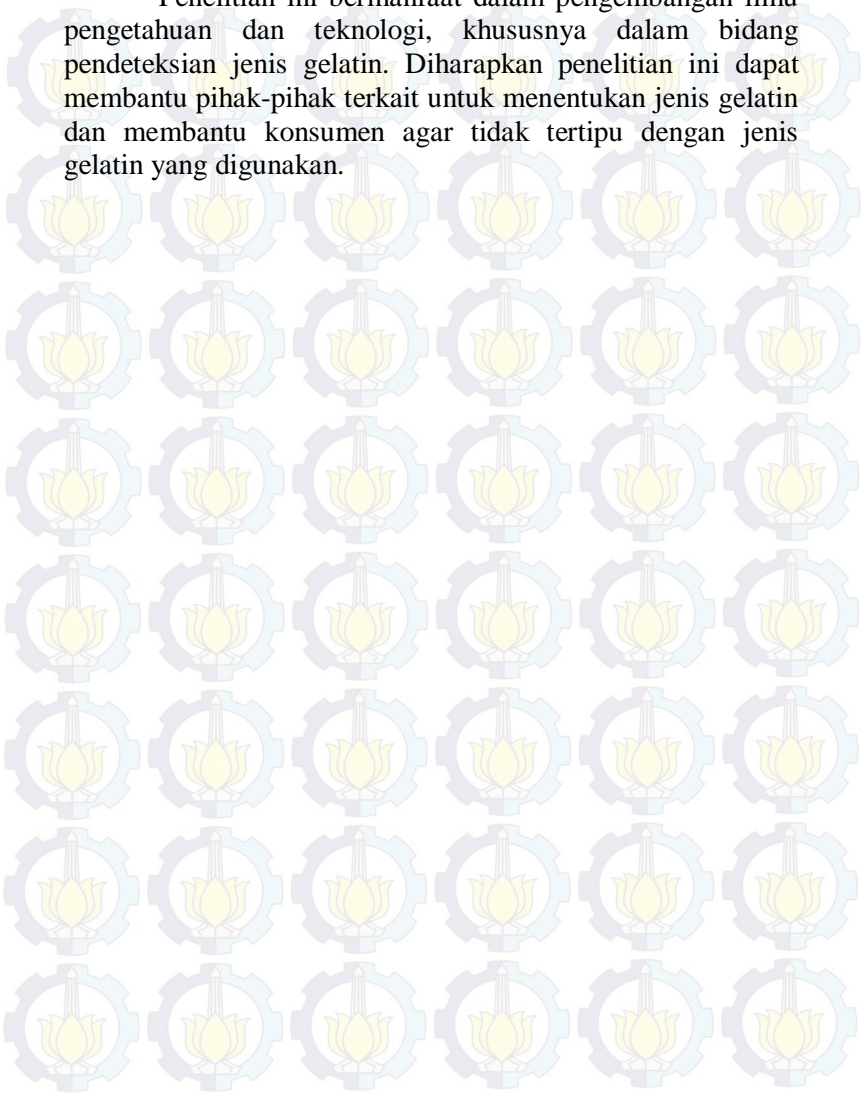 Penelitian ini bermanfaat dalam pengembangan ilmu
pengetahuan dan teknologi, khususnya dalam bidang
pendeteksian jenis gelatin. Diharapkan penelitian ini dapat
membantu pihak-pihak terkait untuk menentukan jenis gelatin
dan membantu konsumen agar tidak tertipu dengan jenis
gelatin yang digunakan.